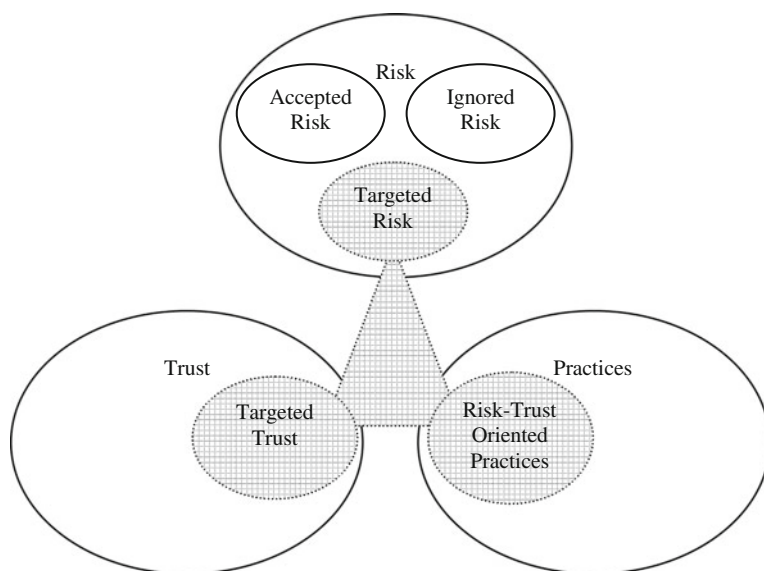 Risk
Accepted
Risk
Ignored
Risk
Targeted
Risk
Trust
Targeted
Trust
Practices
Risk-Trust
Oriented
Practices